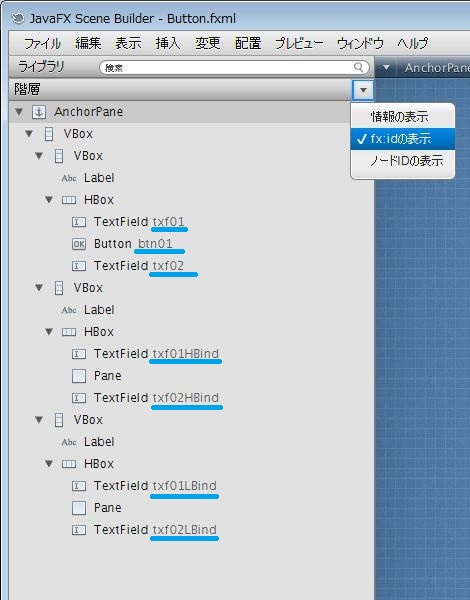 JavaFX Scene Builder - Button.fxml
ファイル 編集 表示 挿入 変更 配置 プレビュー ウィンドウ ヘルプ
ライブラリ 検索 AnchorPane
階層
情報の表示
fx:idの表示
ノードIDの表示
AnchorPane
VBox
VBox
Abc Label
HBox
TextField txf01
OK Button btn01
TextField txf02
VBox
Abc Label
HBox
TextField txf01HBind
Pane
TextField txf02HBind
VBox
Abc Label
HBox
TextField txf01LBind
Pane
TextField txf02LBind